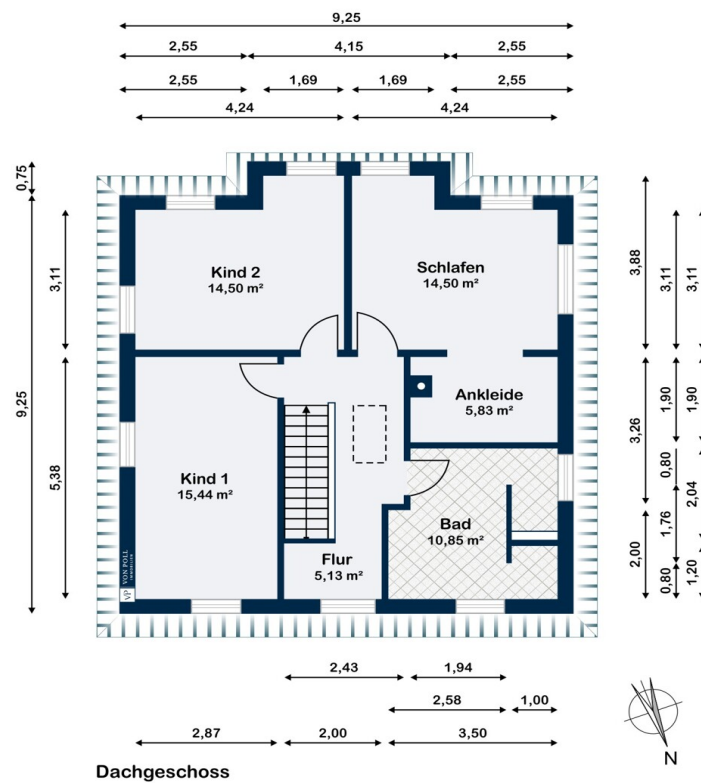 9,25
2,55 4,15 2,55
2,55 1,69 1,69 2,55
4,24 4,24
0,75
9,25
3,11
5,38
Kind 2
14,50 m²
Schlafen
14,50 m²
Ankleide
5,83 m²
Kind 1
15,44 m²
Bad
10,85 m²
Flur
5,13 m²
VP VON POLL
IMMOBILIEN
3,88
3,11
3,11
3,26
1,90
1,90
0,80
2,04
1,76
2,00
0,80
1,20
2,43 1,94
2,58 1,00
2,87 2,00 3,50
N
Dachgeschoss